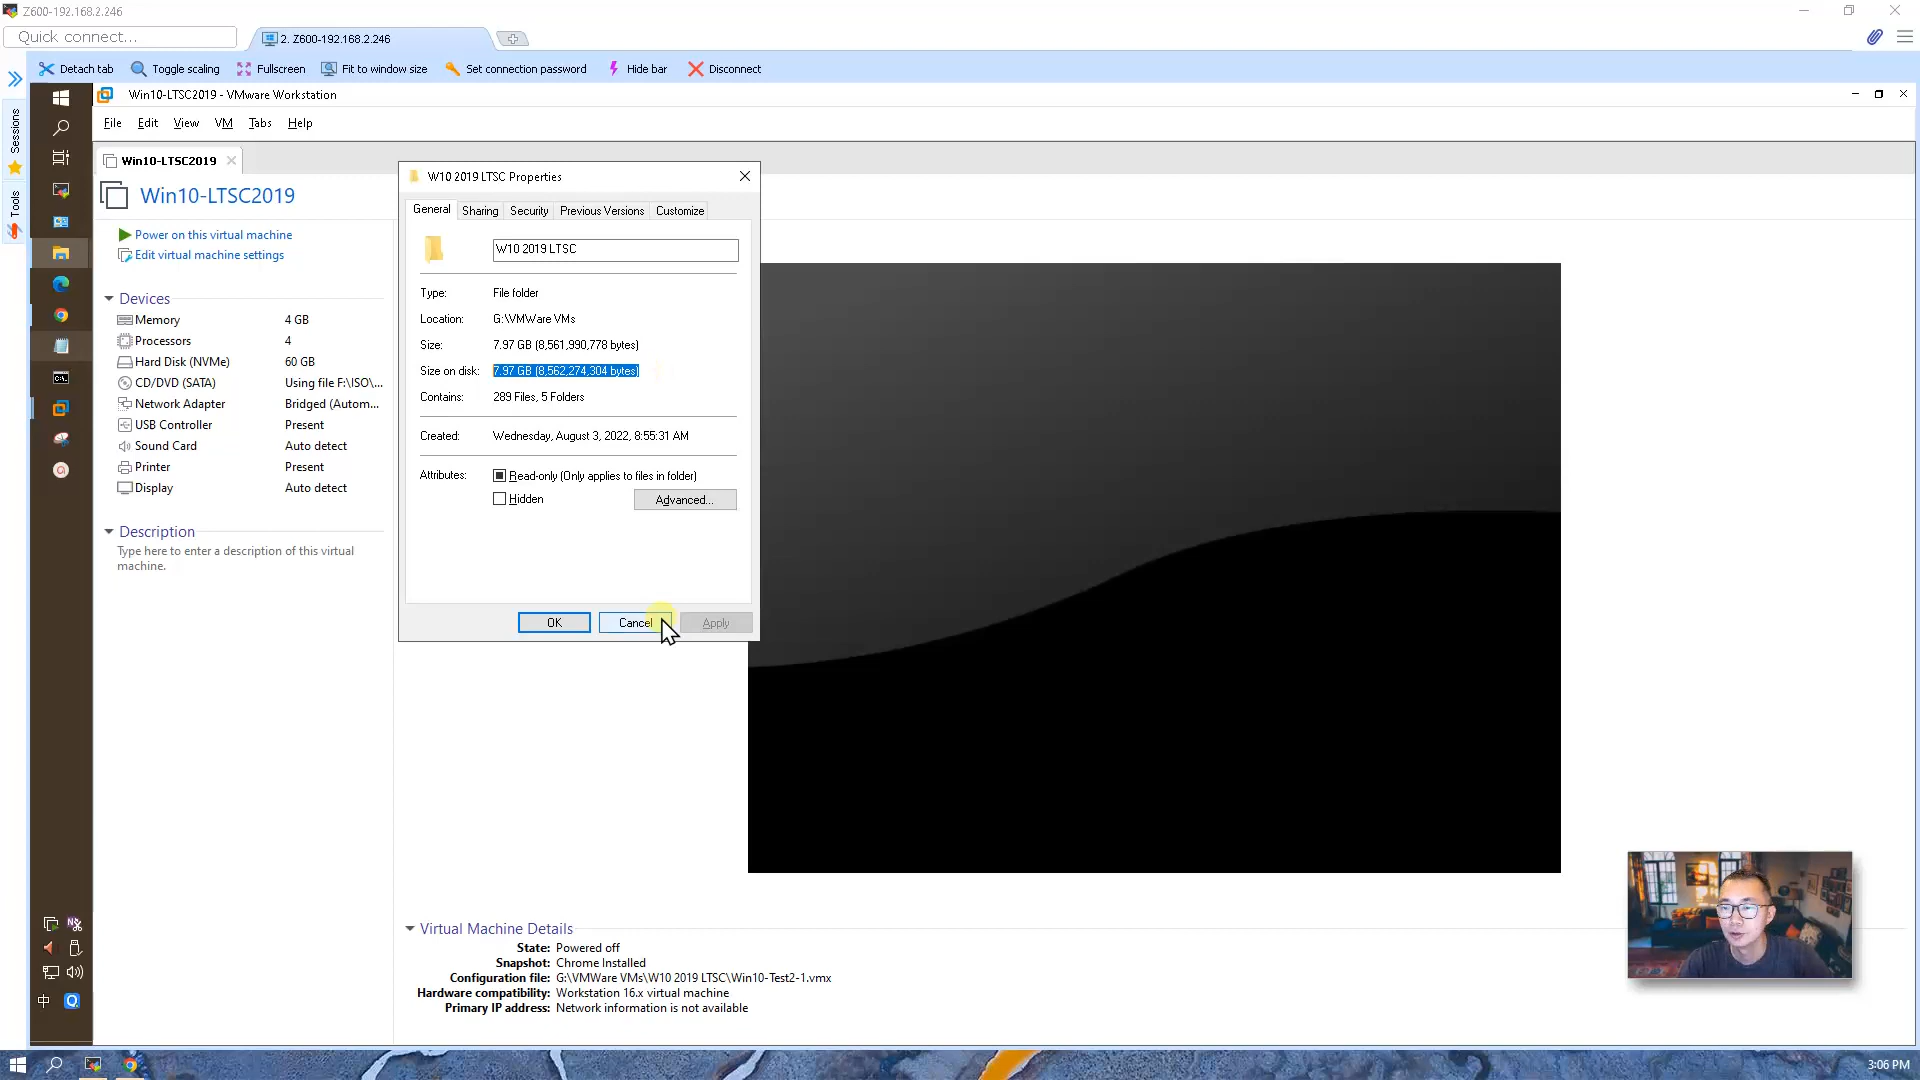 Z600-192.168.2.246
Quick connect...
2. Z600-192.168.2.246
Detach tab
Toggle scaling
Fullscreen
Fit to window size
Set connection password
Hide bar
Disconnect
Sessions
Tools
Win10-LTSC2019 - VMware Workstation
File Edit View VM Tabs Help
Win10-LTSC2019
Win10-LTSC2019
Power on this virtual machine
Edit virtual machine settings
Devices
Memory 4 GB
Processors 4
Hard Disk (NVMe) 60 GB
CD/DVD (SATA) Using file F:\ISO\...
Network Adapter Bridged (Autom...
USB Controller Present
Sound Card Auto detect
Printer Present
Display Auto detect
Description
Type here to enter a description of this virtual
machine.
W10 2019 LTSC Properties
General Sharing Security Previous Versions Customize
W10 2019 LTSC
Type: File folder
Location: G:\VMWare VMs
Size: 7.97 GB (8,561,990,778 bytes)
Size on disk: 7.97 GB (8,562,274,304 bytes)
Contains: 289 Files, 5 Folders
Created: Wednesday, August 3, 2022, 8:55:31 AM
Attributes: Read-only (Only applies to files in folder)
Hidden
Advanced...
OK
Cancel
Apply
Virtual Machine Details
State: Powered off
Snapshot: Chrome Installed
Configuration file: G:\VMWare VMs\W10 2019 LTSC\Win10-Test2-1.vmx
Hardware compatibility: Workstation 16.x virtual machine
Primary IP address: Network information is not available
中
3:06 PM